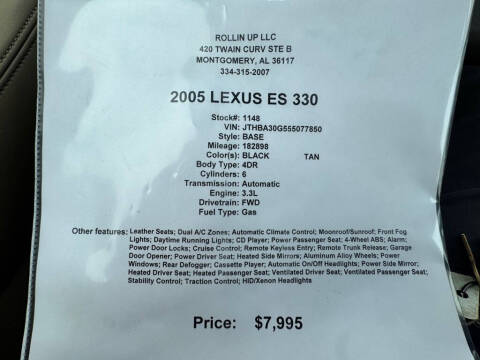 ROLLIN UP LLC
420 TWAIN CURV STE B
MONTGOMERY, AL 36117
334-315-2007
2005 LEXUS ES 330
Stock#: 1148
VIN: JTHBA30G555077850
Style: BASE
Mileage: 182898
Color(s): BLACK TAN
Body Type: 4DR
Cylinders: 6
Transmission: Automatic
Engine: 3.3L
Drivetrain: FWD
Fuel Type: Gas
Other features: Leather Seats; Dual A/C Zones; Automatic Climate Control; Moonroof/Sunroof; Front Fog
Lights; Daytime Running Lights; CD Player; Power Passenger Seat; 4-Wheel ABS; Alarm;
Power Door Locks; Cruise Control; Remote Keyless Entry; Remote Trunk Release; Garage
Door Opener; Power Driver Seat; Heated Side Mirrors; Aluminum Alloy Wheels; Power
Windows; Rear Defogger; Cassette Player; Automatic On/Off Headlights; Power Side Mirror;
Heated Driver Seat; Heated Passenger Seat; Ventilated Driver Seat; Ventilated Passenger Seat;
Stability Control; Traction Control; HID/Xenon Headlights
Price: $7,995